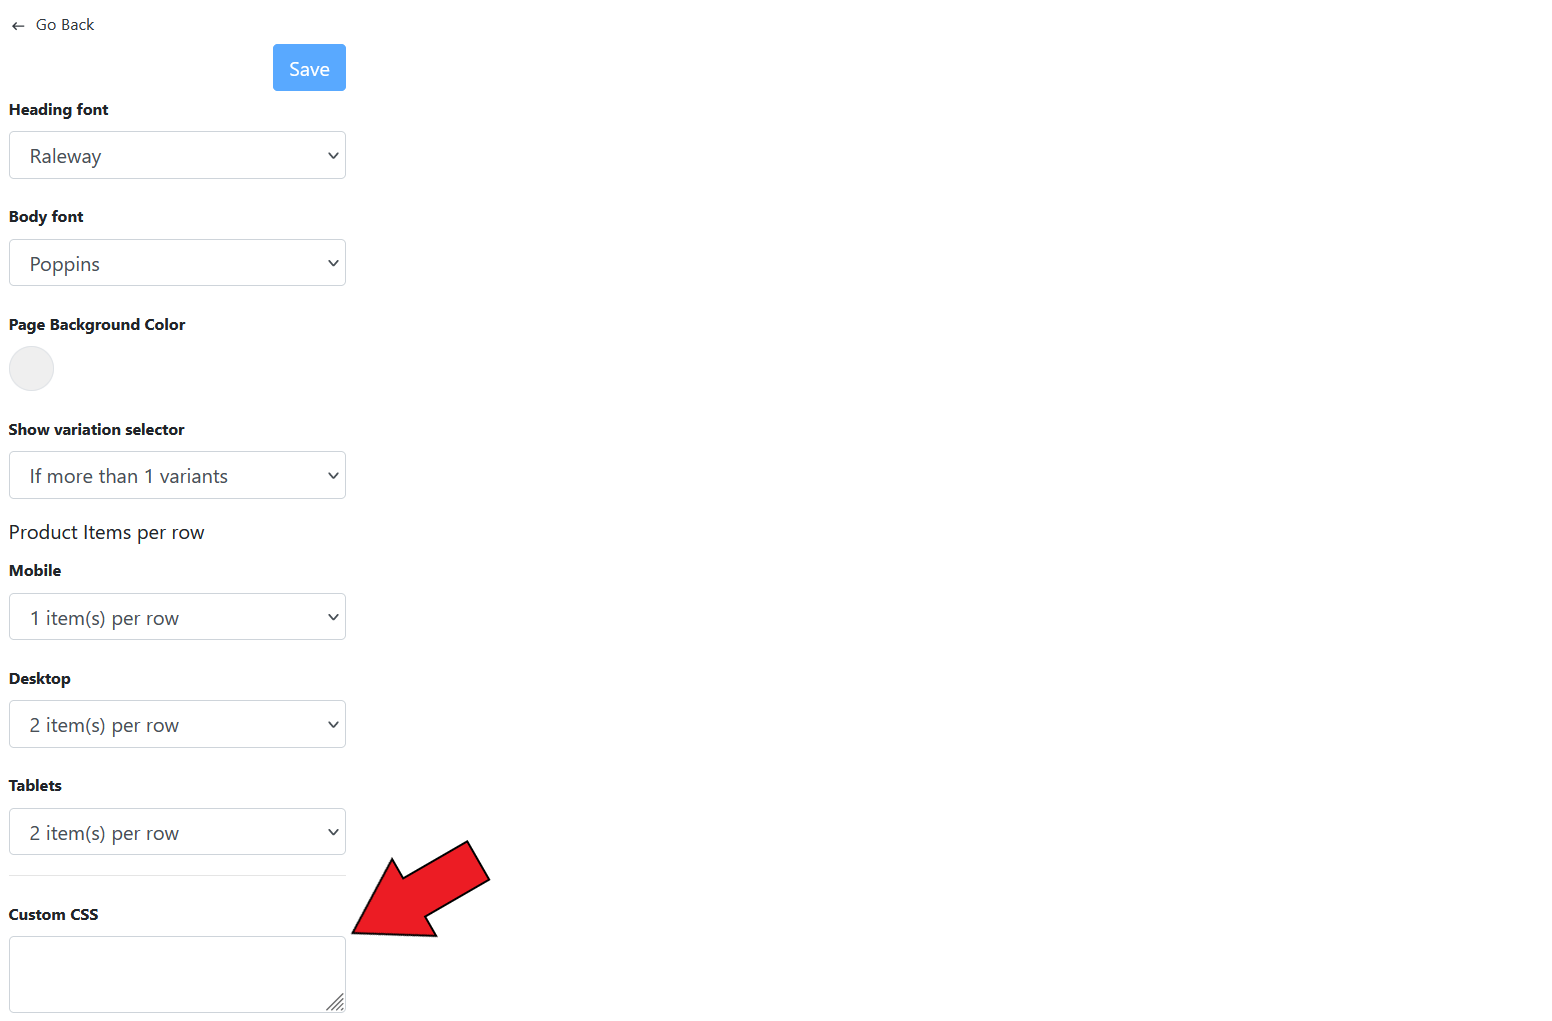 ← Go Back
Save
Heading font
Raleway
Body font
Poppins
Page Background Color
Show variation selector
If more than 1 variants
Product Items per row
Mobile
1 item(s) per row
Desktop
2 item(s) per row
Tablets
2 item(s) per row
Custom CSS